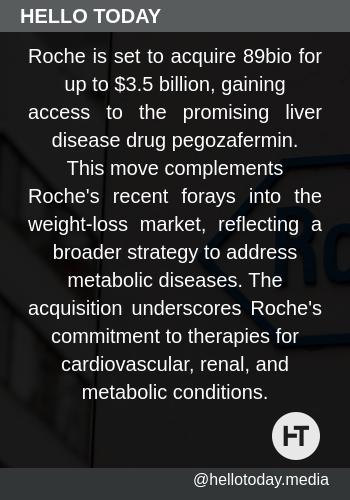 HELLO TODAY
Roche is set to acquire 89bio for
up to $3.5 billion, gaining
access to the promising liver
disease drug pegozafermin.
This move complements
Roche's recent forays into the
weight-loss market, reflecting a
broader strategy to address
metabolic diseases. The
acquisition underscores Roche's
commitment to therapies for
cardiovascular, renal, and
metabolic conditions.
HT
@hellotoday.media